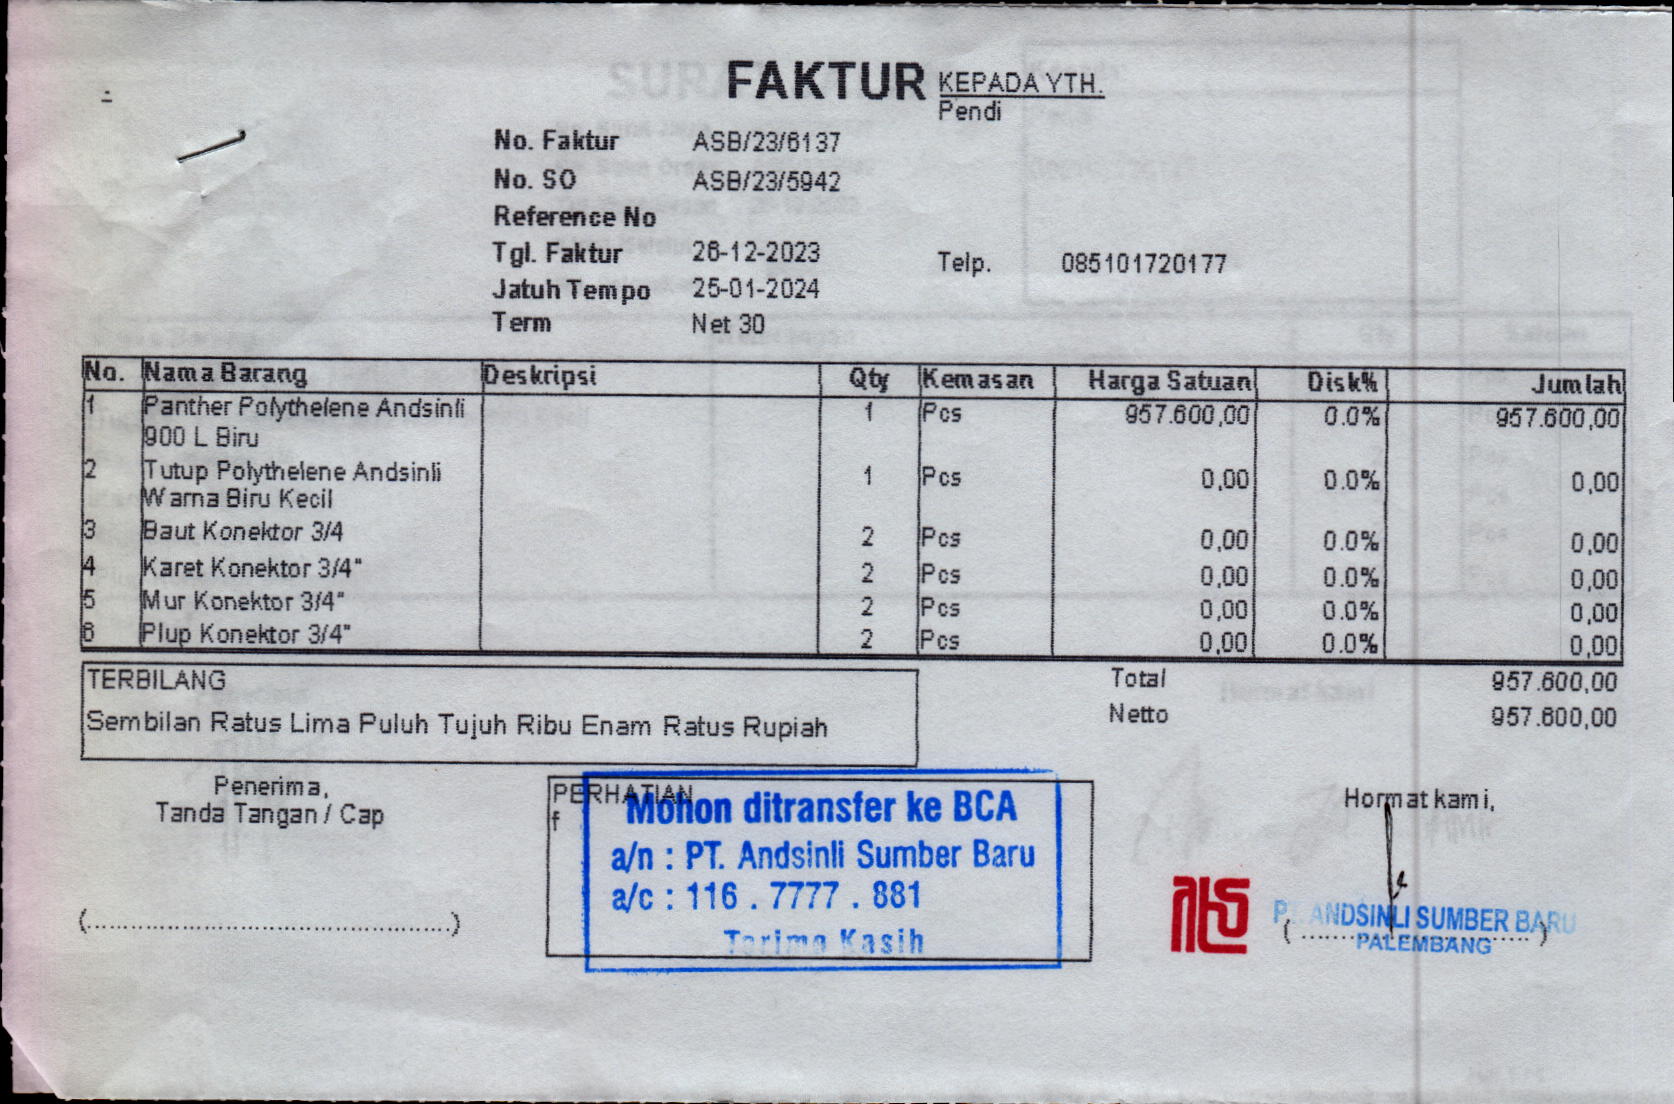 FAKTUR
KEPADA YTH.
Pendi
No. Faktur ASB/23/6137
No. SO ASB/23/5942
Reference No
Tgl. Faktur 26-12-2023
Telp. 085101720177
Jatuh Tempo 25-01-2024
Term Net 30
No. Nama Barang Deskripsi Qty Kemasan Harga Satuan Disk% Jumlah
1 Panther Polythelene Andsinli 1 Pcs 957.600,00 0.0% 957.600,00
900 L Biru
2 Tutup Polythelene Andsinli 1 Pcs 0,00 0.0% 0,00
Warna Biru Kecil
3 Baut Konektor 3/4 2 Pcs 0,00 0.0% 0,00
4 Karet Konektor 3/4" 2 Pcs 0,00 0.0% 0,00
5 Mur Konektor 3/4" 2 Pcs 0,00 0.0% 0,00
6 Plup Konektor 3/4" 2 Pcs 0,00 0.0% 0,00
TERBILANG
Sembilan Ratus Lima Puluh Tujuh Ribu Enam Ratus Rupiah
Total 957.600,00
Netto 957.600,00
Penerima,
Tanda Tangan / Cap
(................................................)
PERHATIAN
f
Mohon ditransfer ke BCA
a/n : PT. Andsinli Sumber Baru
a/c : 116 . 7777 . 881
Terima Kasih
Hormat kami,
PT. ANDSINLI SUMBER BARU
PALEMBANG